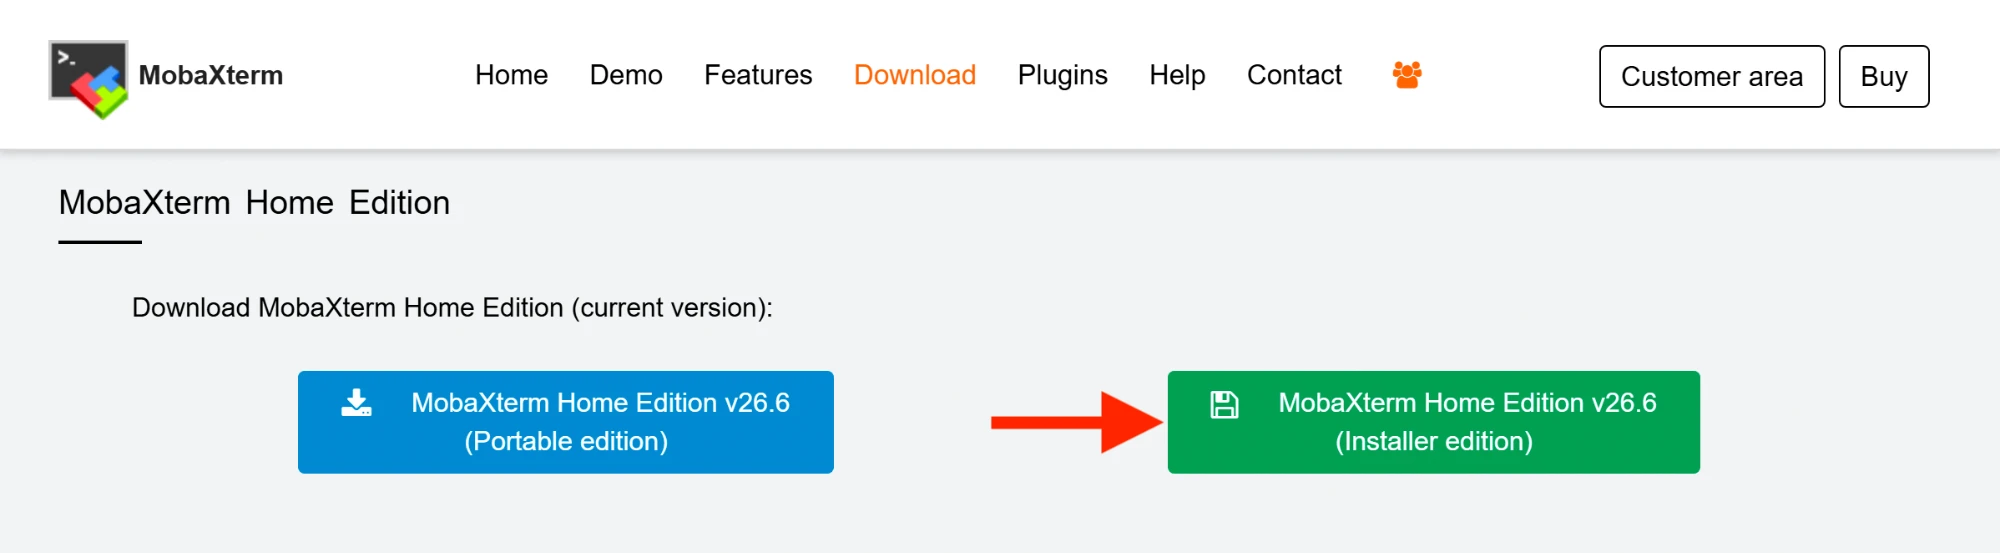 >_
MobaXterm
Home Demo Features Download Plugins Help Contact
Customer area
Buy
MobaXterm Home Edition
Download MobaXterm Home Edition (current version):
MobaXterm Home Edition v26.6
(Portable edition)
MobaXterm Home Edition v26.6
(Installer edition)